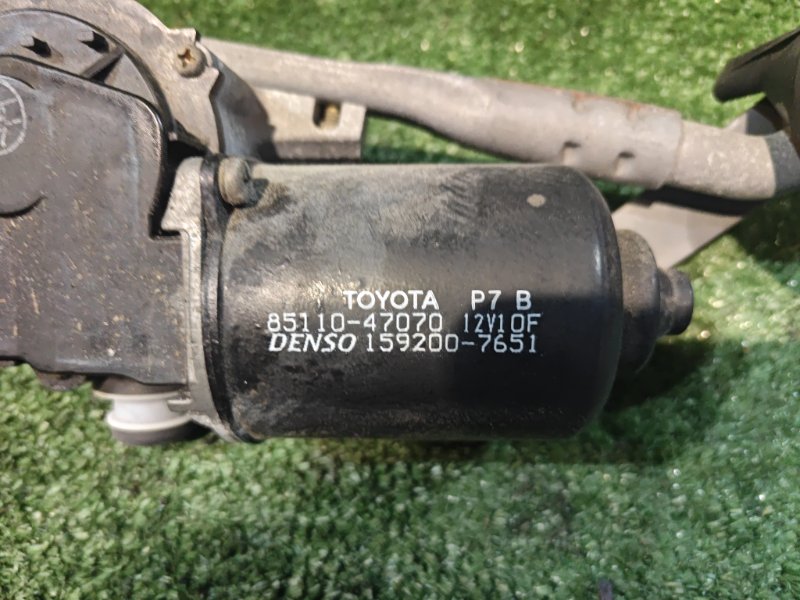 TOYOTA P7 B
85110-47070 12V10F
DENSO 159200-7651